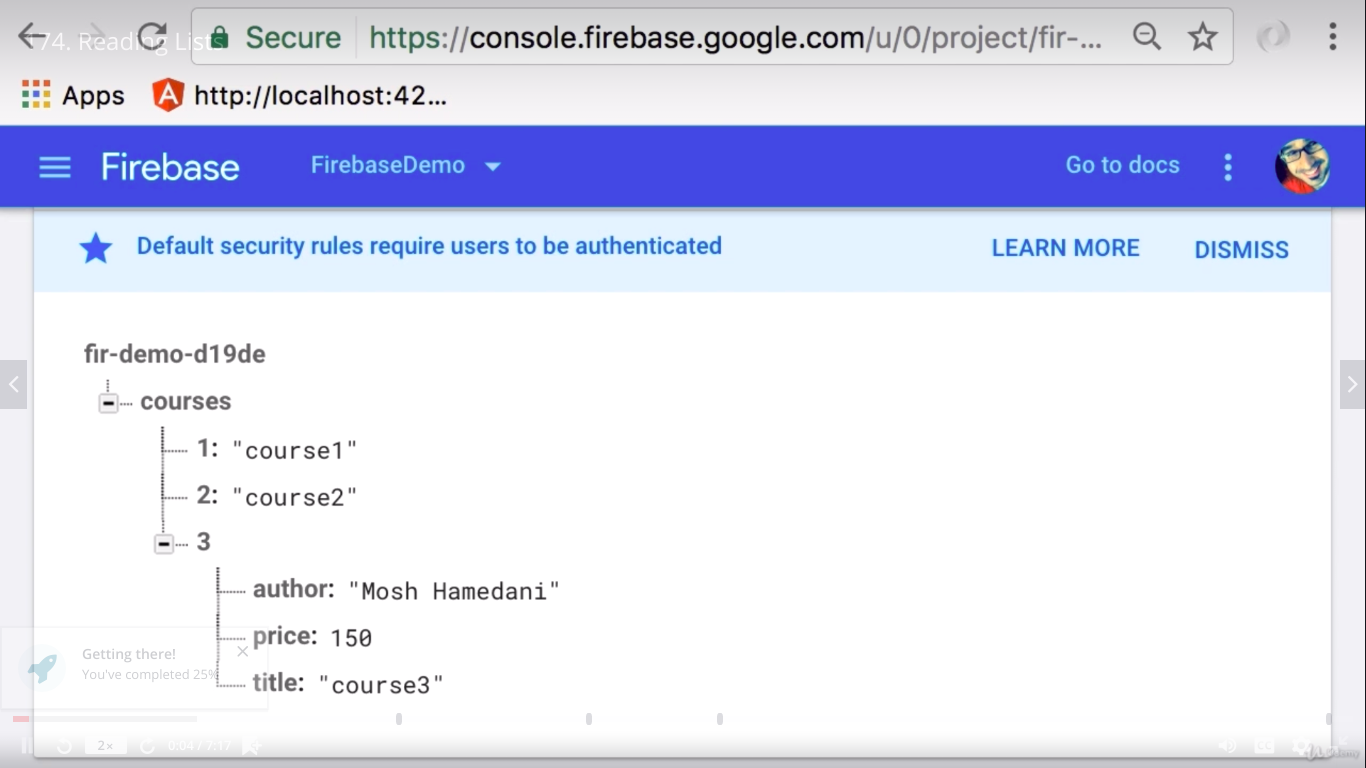 174. Reading Lists
Secure https://console.firebase.google.com/u/0/project/fir-...
Apps http://localhost:42...
Firebase FirebaseDemo Go to docs
Default security rules require users to be authenticated LEARN MORE DISMISS
fir-demo-d19de
courses
1: "course1"
2: "course2"
3
author: "Mosh Hamedani"
price: 150
title: "course3"
Getting there!
You've completed 25%
2x 0:04 / 7:17 CC Udemy